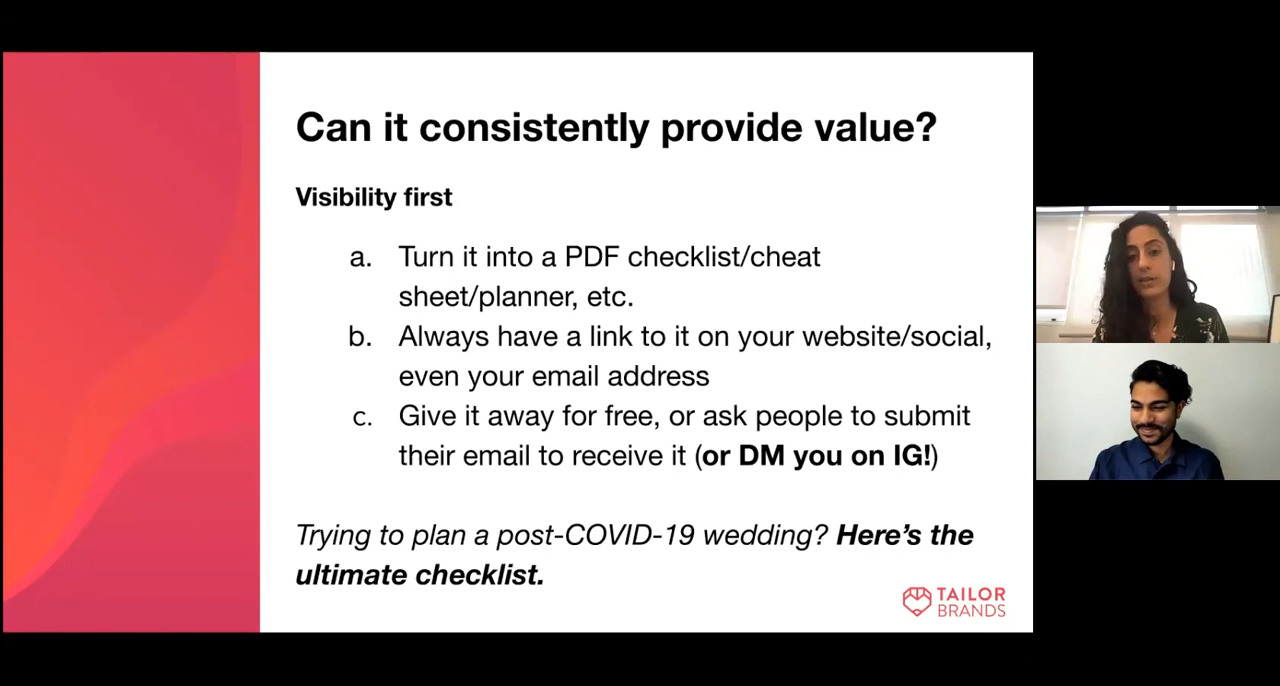 Can it consistently provide value?
Visibility first
a. Turn it into a PDF checklist/cheat
sheet/planner, etc.
b. Always have a link to it on your website/social,
even your email address
c. Give it away for free, or ask people to submit
their email to receive it (or DM you on IG!)
Trying to plan a post-COVID-19 wedding? Here’s the
ultimate checklist.
TAILOR
BRANDS